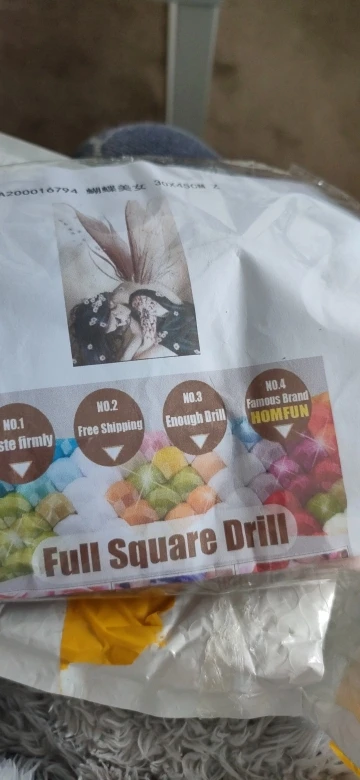 A200016794 蝴蝶美女 30X45CM Z
NO.1
ste firmly
NO.2
Free Shipping
NO.3
Enough Drill
NO.4
Famous Brand
HOMFUN
Full Square Drill